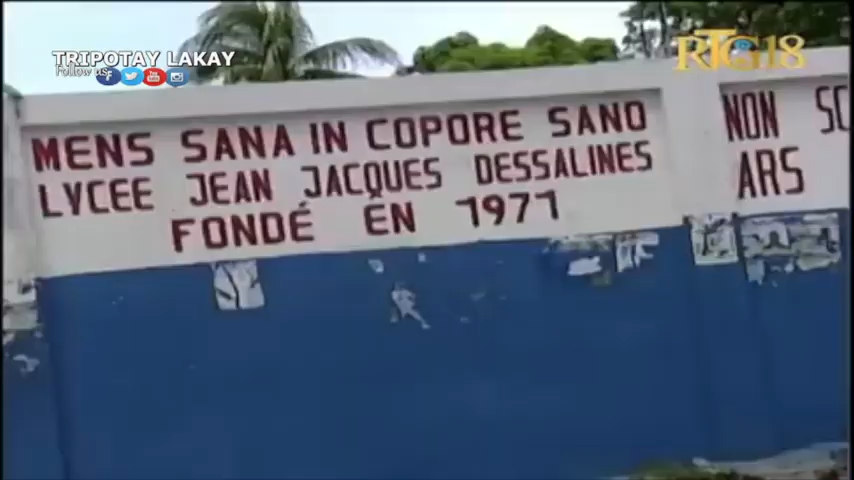 TRIPOTAY LAKAY
Follow us:
RTG18
MENS SANA IN COPORE SANO
LYCEE JEAN JACQUES DESSALINES
FONDÉ EN 1971
NON SC
ARS